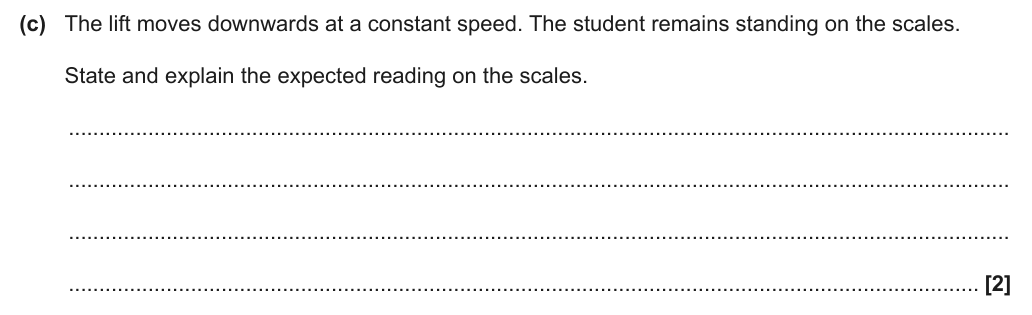 (c) The lift moves downwards at a constant speed. The student remains standing on the scales.
State and explain the expected reading on the scales.
[2]